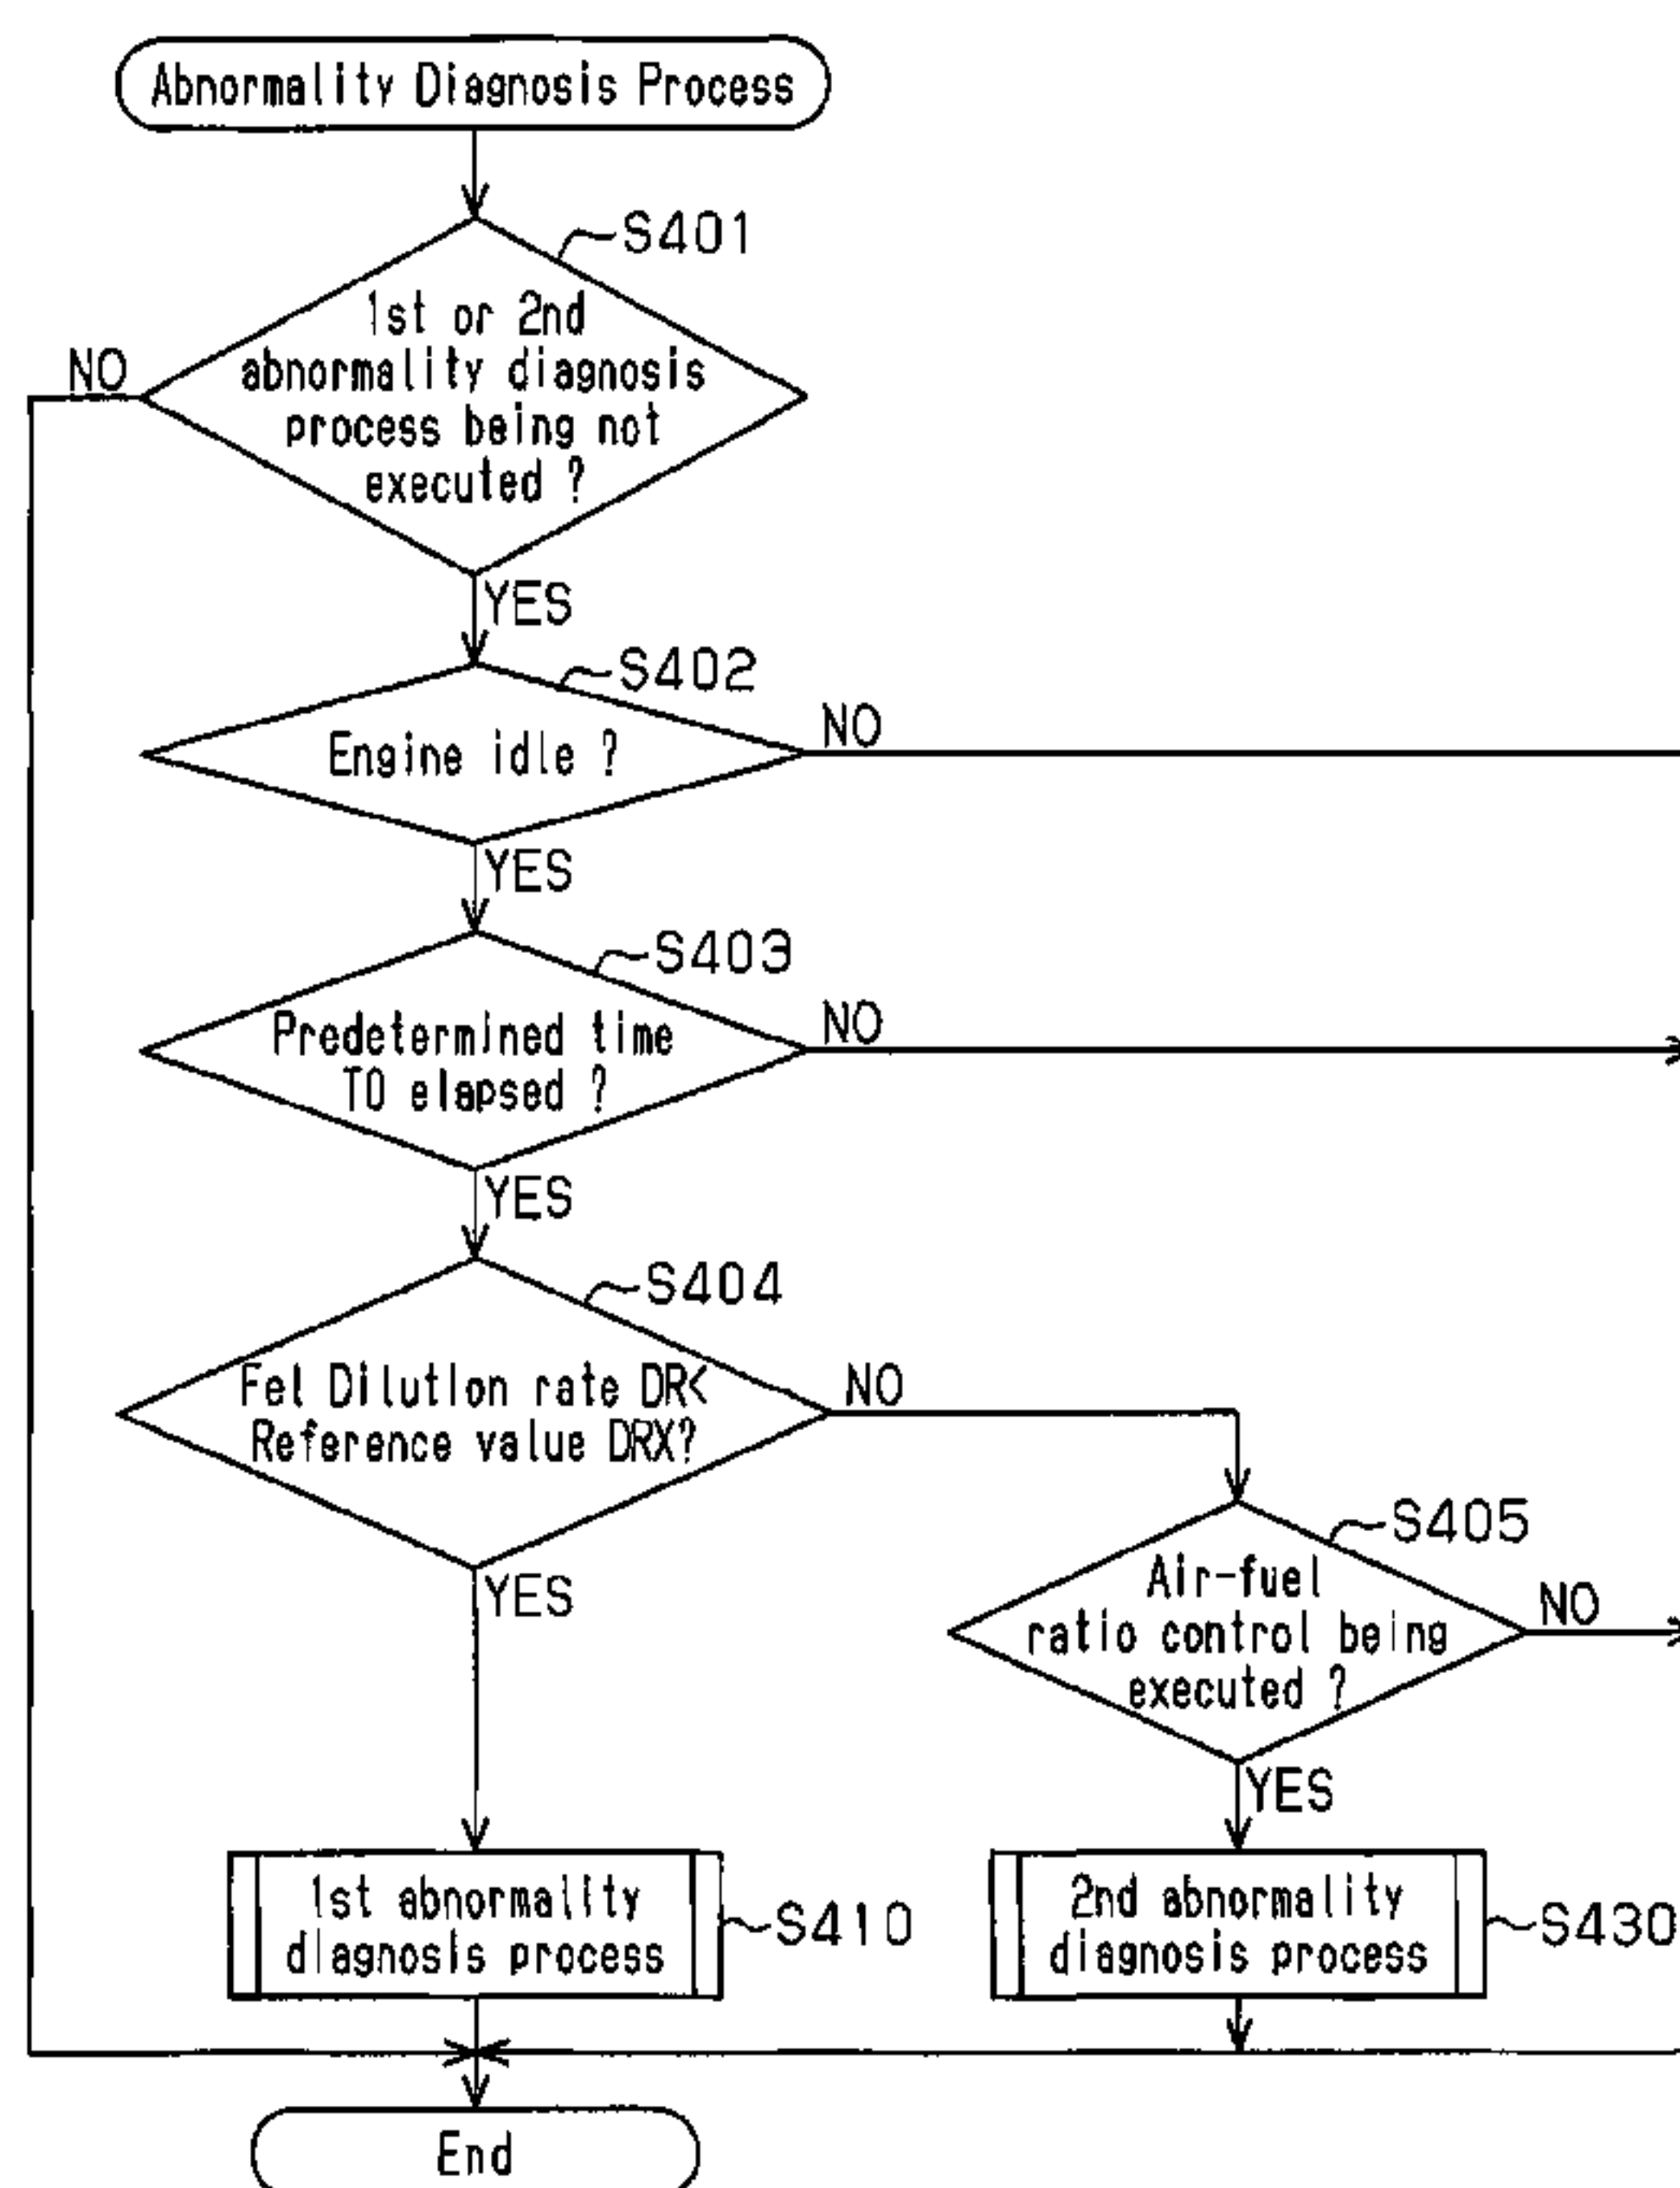 Abnormality Diagnosis Process
S401
1st or 2nd
abnormality diagnosis
process being not
executed ?
NO
YES
S402
Engine idle ?
NO
YES
S403
Predetermined time
T0 elapsed ?
NO
YES
S404
Fel Dilution rate DR<
Reference value DRX?
NO
YES
S405
Air-fuel
ratio control being
executed ?
NO
YES
1st abnormality
diagnosis process
S410
2nd abnormality
diagnosis process
S430
End